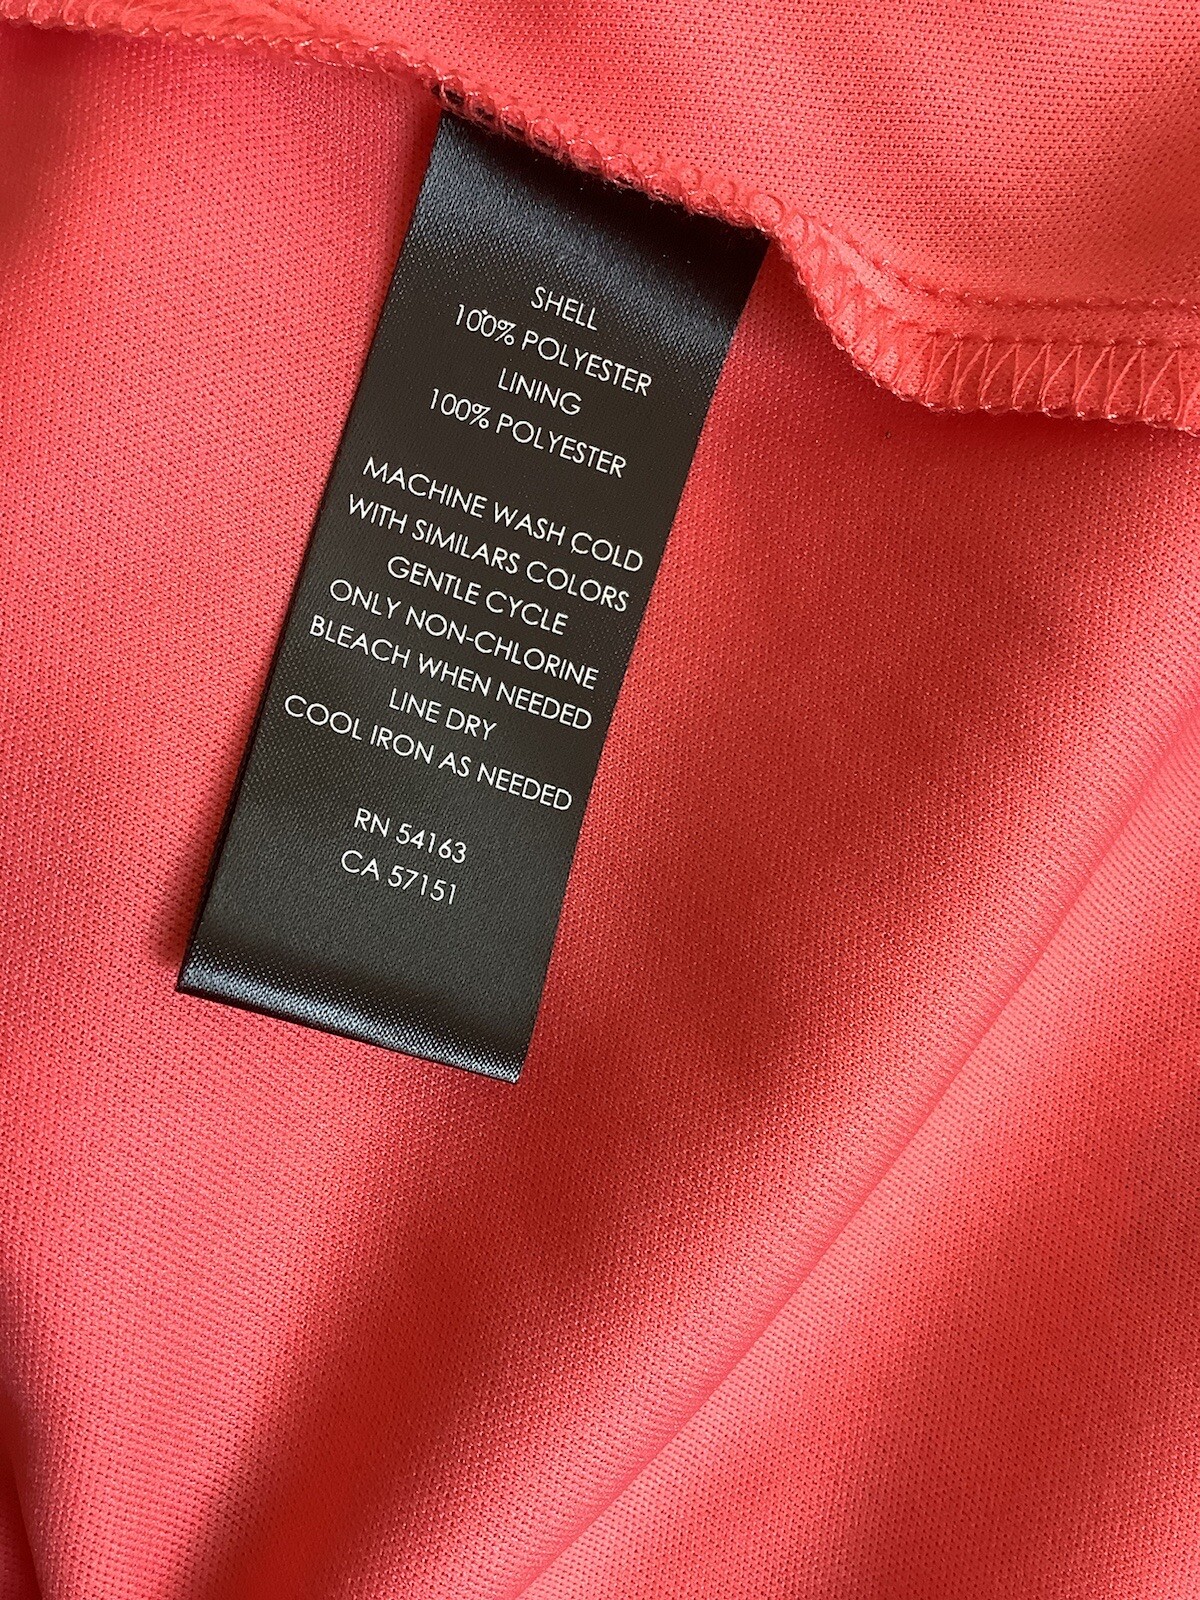 SHELL
100% POLYESTER
LINING
100% POLYESTER
MACHINE WASH COLD
WITH SIMILARS COLORS
GENTLE CYCLE
ONLY NON-CHLORINE
BLEACH WHEN NEEDED
LINE DRY
COOL IRON AS NEEDED
RN 54163
CA 57151